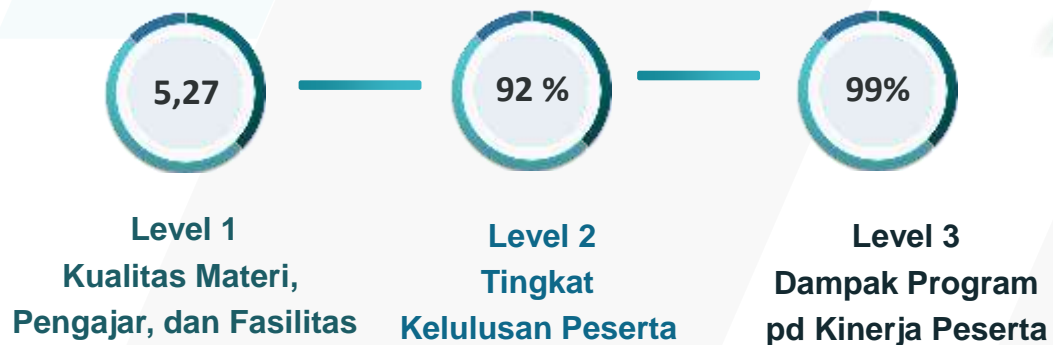 5,27
92 %
99%
Level 1
Kualitas Materi,
Pengajar, dan Fasilitas
Level 2
Tingkat
Kelulusan Peserta
Level 3
Dampak Program
pd Kinerja Peserta